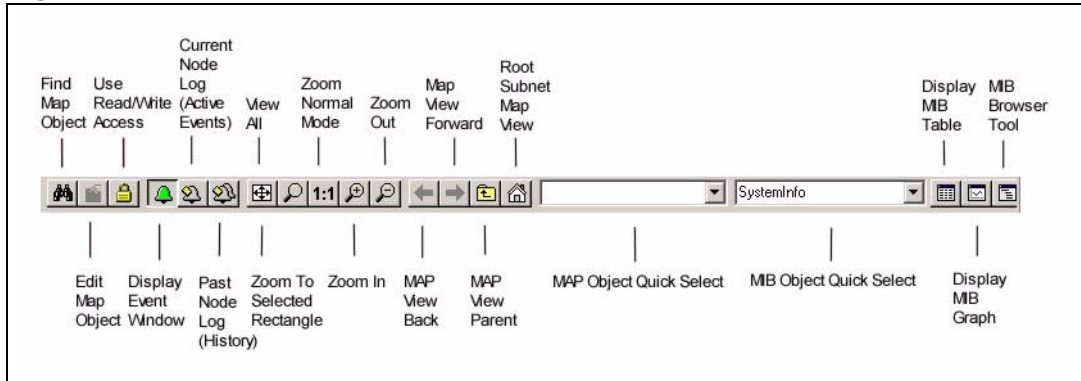 Find
Map
Object
Use
Read/Write
Access
Current
Node
Log
(Active
Events)
View
All
Zoom
Normal
Mode
Zoom
Out
Map
View
Forward
Root
Subnet
Map
View
Display
MIB
Table
MIB
Browser
Tool
1:1
SystemInfo
Edit
Map
Object
Display
Event
Window
Past
Node
Log
(History)
Zoom To
Selected
Rectangle
Zoom In
MAP
View
Back
MAP
View
Parent
MAP Object Quick Select
MIB Object Quick Select
Display
MIB
Graph